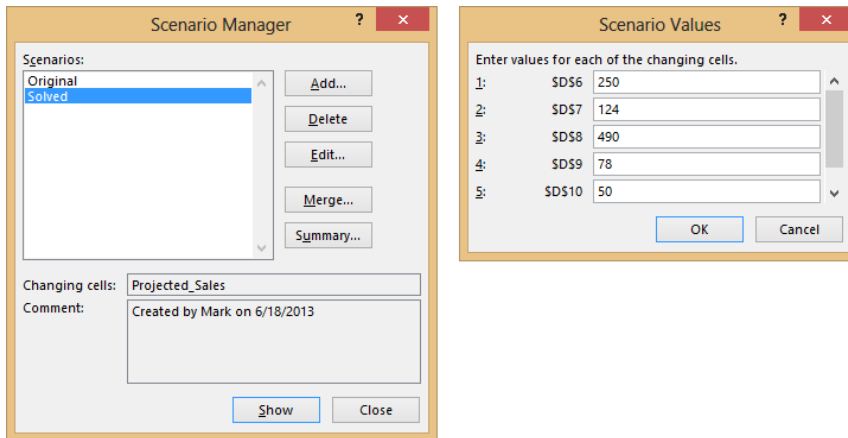 Scenario Manager
?
×
Scenarios:
Original
Solved
Add...
Delete
Edit...
Merge...
Summary...
Changing cells: Projected_Sales
Comment: Created by Mark on 6/18/2013
Show
Close
Scenario Values
?
×
Enter values for each of the changing cells.
1: $D$6 250
2: $D$7 124
3: $D$8 490
4: $D$9 78
5: $D$10 50
OK
Cancel